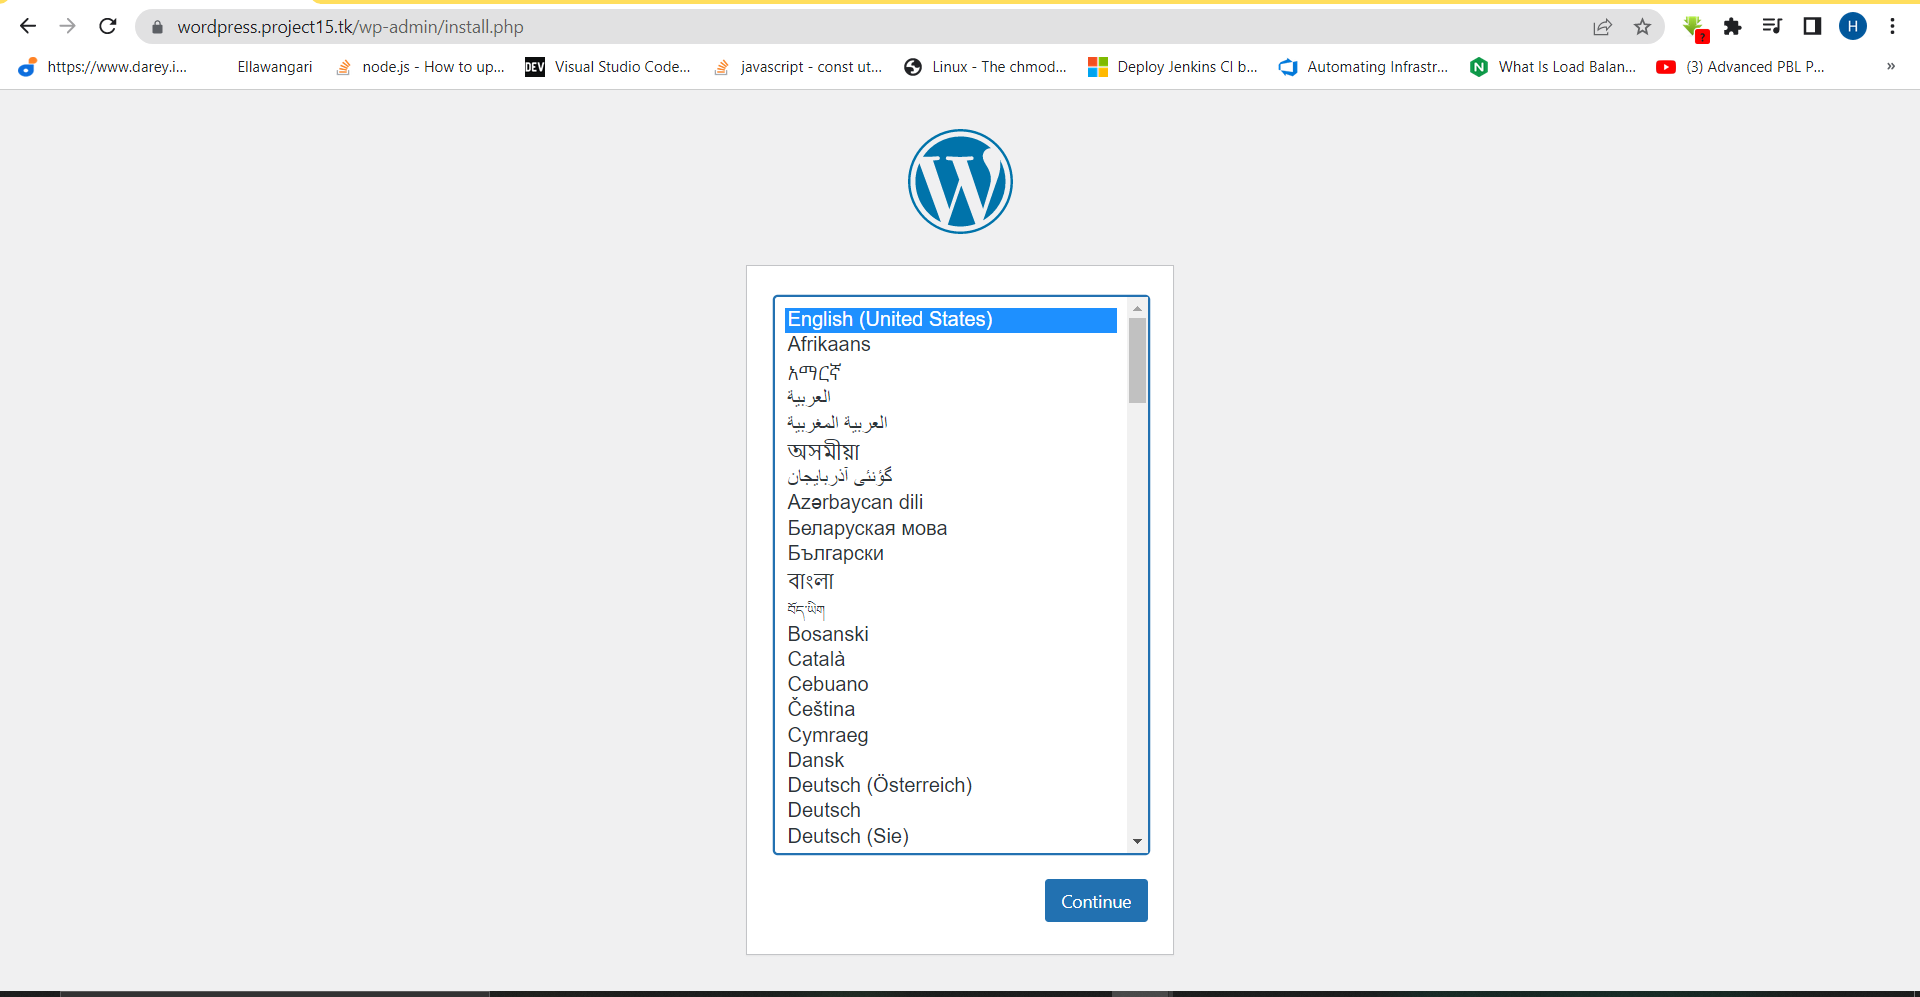 wordpress.project15.tk/wp-admin/install.php
?
H
https://www.darey.i...
Ellawangari
node.js - How to up...
DEV
Visual Studio Code...
javascript - const ut...
Linux - The chmod...
Deploy Jenkins CI b...
Automating Infrastr...
N
What Is Load Balan...
(3) Advanced PBL P...
»
W
English (United States)
Afrikaans
አማርኛ
العربية
العربية المغربية
অসমীয়া
گؤنئی آذربایجان
Azərbaycan dili
Беларуская мова
Български
বাংলা
བོད་ཡིག
Bosanski
Català
Cebuano
Čeština
Cymraeg
Dansk
Deutsch (Österreich)
Deutsch
Deutsch (Sie)
Continue